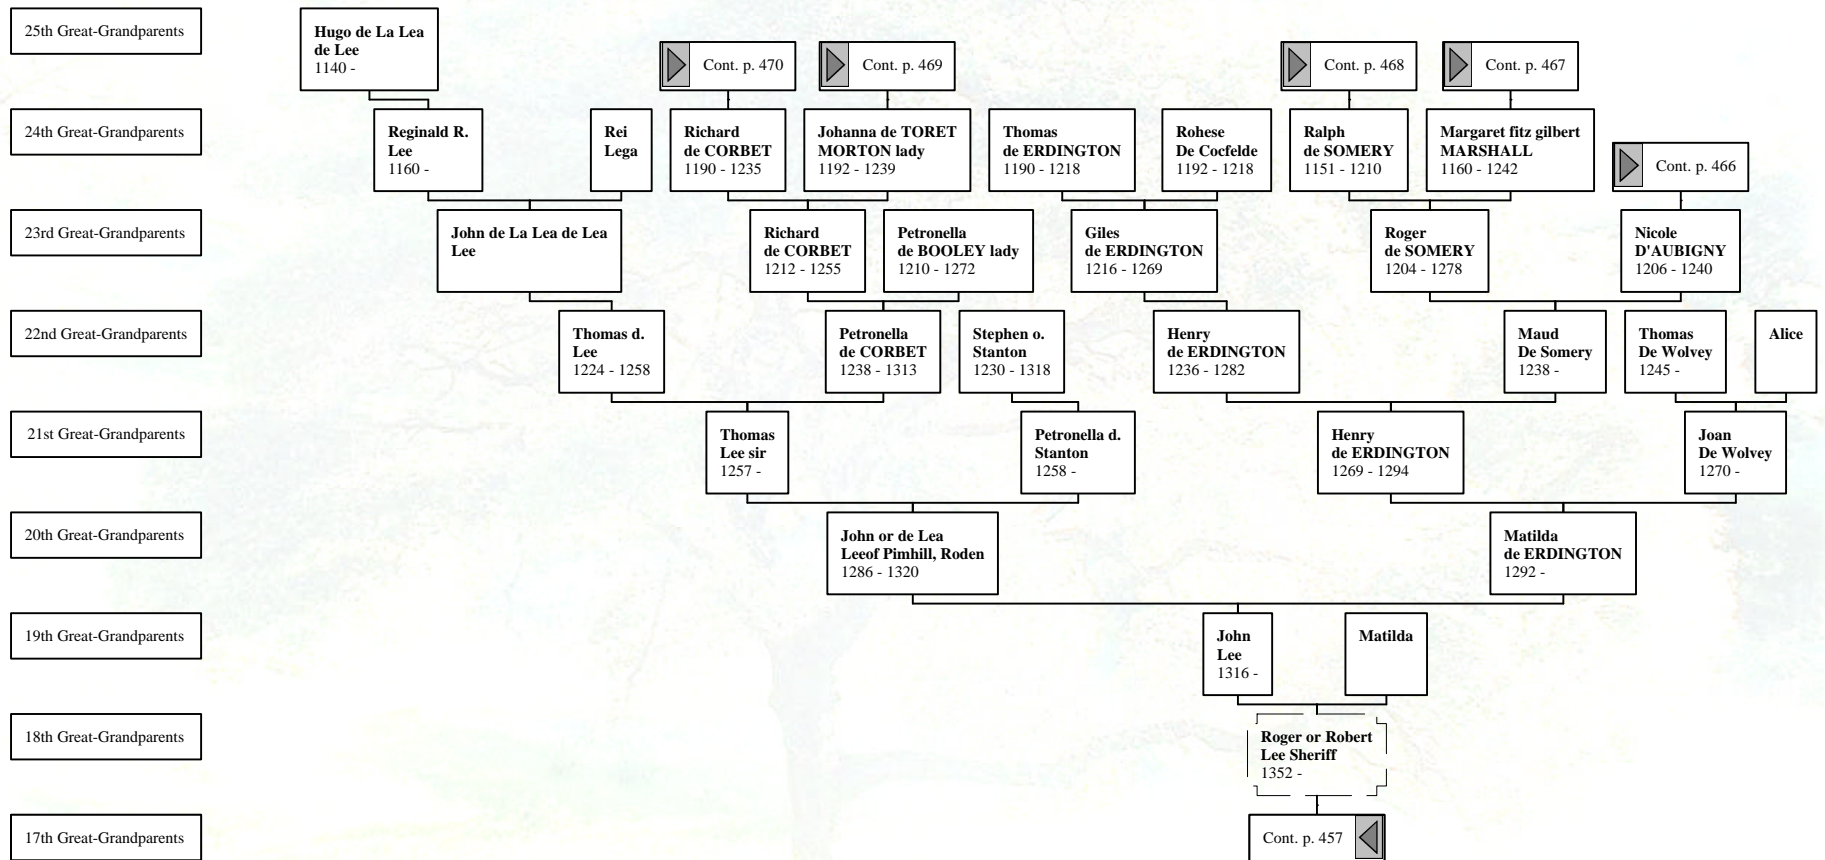 25th Great-Grandparents
Hugo de La Lea
de Lee
1140 -
Cont. p. 470
Cont. p. 469
Cont. p. 468
Cont. p. 467
24th Great-Grandparents
Reginald R.
Lee
1160 -
Rei
Lega
Richard
de CORBET
1190 - 1235
Johanna de TORET
MORTON lady
1192 - 1239
Thomas
de ERDINGTON
1190 - 1218
Rohese
De Cocfelde
1192 - 1218
Ralph
de SOMERY
1151 - 1210
Margaret fitz gilbert
MARSHALL
1160 - 1242
Cont. p. 466
23rd Great-Grandparents
John de La Lea de Lea
Lee
Richard
de CORBET
1212 - 1255
Petronella
de BOOLEY lady
1210 - 1272
Giles
de ERDINGTON
1216 - 1269
Roger
de SOMERY
1204 - 1278
Nicole
D'AUBIGNY
1206 - 1240
22nd Great-Grandparents
Thomas d.
Lee
1224 - 1258
Petronella
de CORBET
1238 - 1313
Stephen o.
Stanton
1230 - 1318
Henry
de ERDINGTON
1236 - 1282
Maud
De Somery
1238 -
Thomas
De Wolvey
1245 -
Alice
21st Great-Grandparents
Thomas
Lee sir
1257 -
Petronella d.
Stanton
1258 -
Henry
de ERDINGTON
1269 - 1294
Joan
De Wolvey
1270 -
20th Great-Grandparents
John or de Lea
Leeof Pimhill, Roden
1286 - 1320
Matilda
de ERDINGTON
1292 -
19th Great-Grandparents
John
Lee
1316 -
Matilda
18th Great-Grandparents
Roger or Robert
Lee Sheriff
1352 -
17th Great-Grandparents
Cont. p. 457